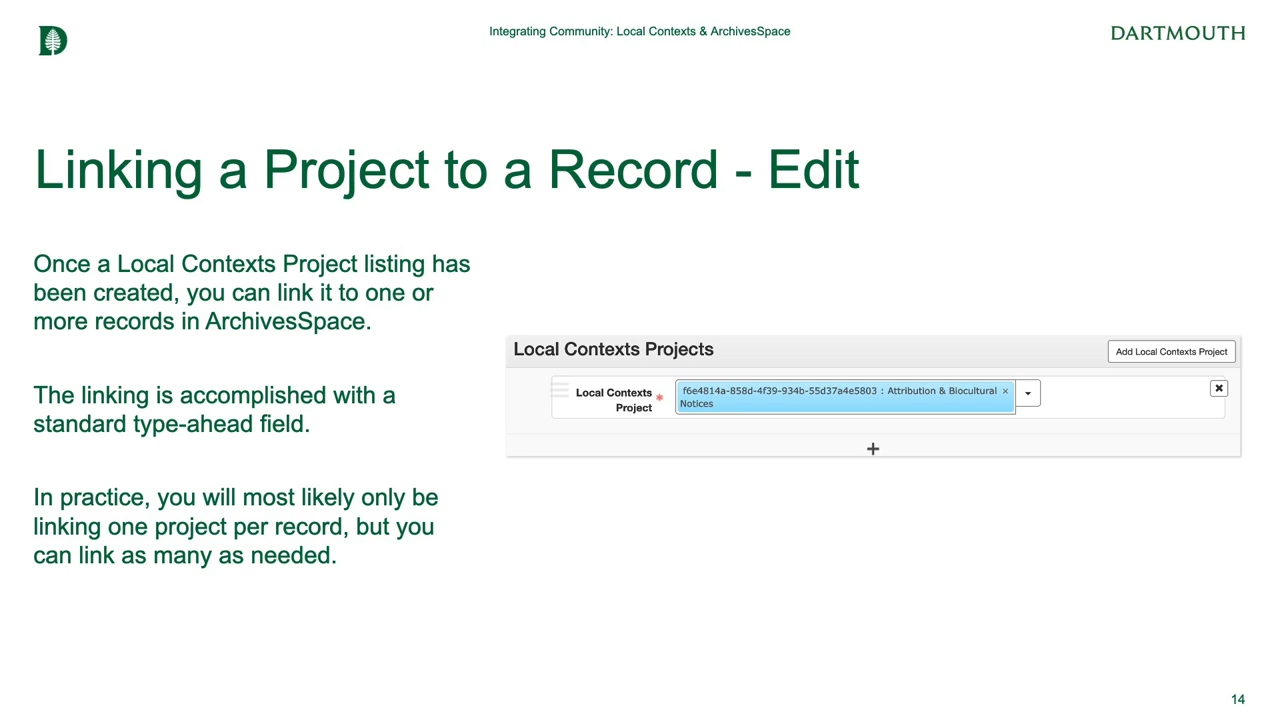 Integrating Community: Local Contexts & ArchivesSpace
DARTMOUTH
Linking a Project to a Record - Edit
Once a Local Contexts Project listing has
been created, you can link it to one or
more records in ArchivesSpace.
The linking is accomplished with a
standard type-ahead field.
In practice, you will most likely only be
linking one project per record, but you
can link as many as needed.
Local Contexts Projects
Add Local Contexts Project
Local Contexts
Project
*
f6e4814a-858d-4f39-934b-55d37a4e5803 : Attribution & Biocultural ×
Notices
+
14